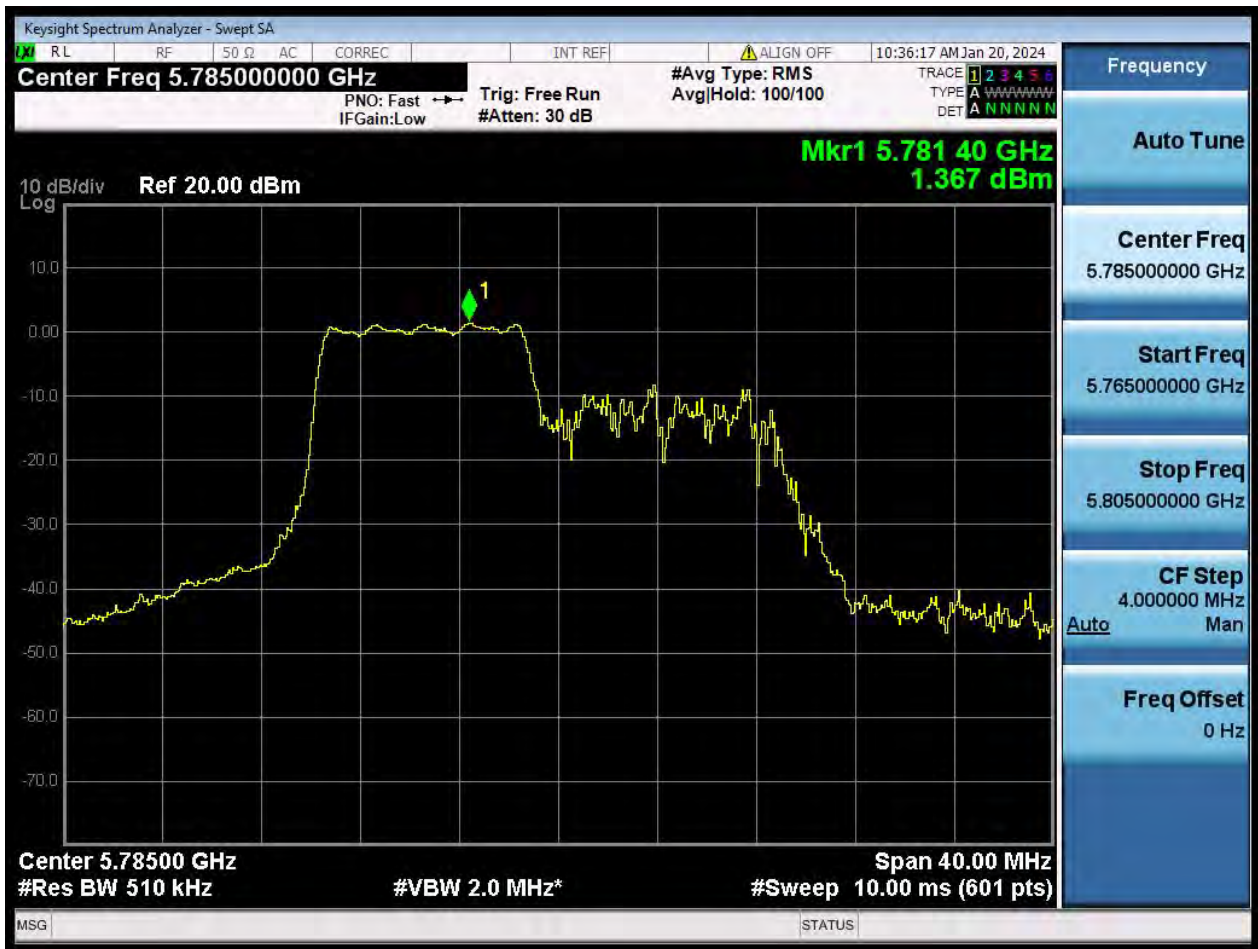 Keysight Spectrum Analyzer - Swept SA
LXI RL RF 50 Ω AC CORREC INT REF ALIGN OFF 10:36:17 AM Jan 20, 2024
Center Freq 5.785000000 GHz
PNO: Fast
IFGain:Low
Trig: Free Run
#Atten: 30 dB
#Avg Type: RMS
Avg|Hold: 100/100
TRACE 1 2 3 4 5 6
TYPE A WWWWWW
DET A N N N N N
Mkr1 5.781 40 GHz
1.367 dBm
10 dB/div Ref 20.00 dBm
Log
10.0
1
0.00
-10.0
-20.0
-30.0
-40.0
-50.0
-60.0
-70.0
Center 5.78500 GHz Span 40.00 MHz
#Res BW 510 kHz #VBW 2.0 MHz* #Sweep 10.00 ms (601 pts)
MSG STATUS
Frequency
Auto Tune
Center Freq
5.785000000 GHz
Start Freq
5.765000000 GHz
Stop Freq
5.805000000 GHz
CF Step
4.000000 MHz
Auto Man
Freq Offset
0 Hz